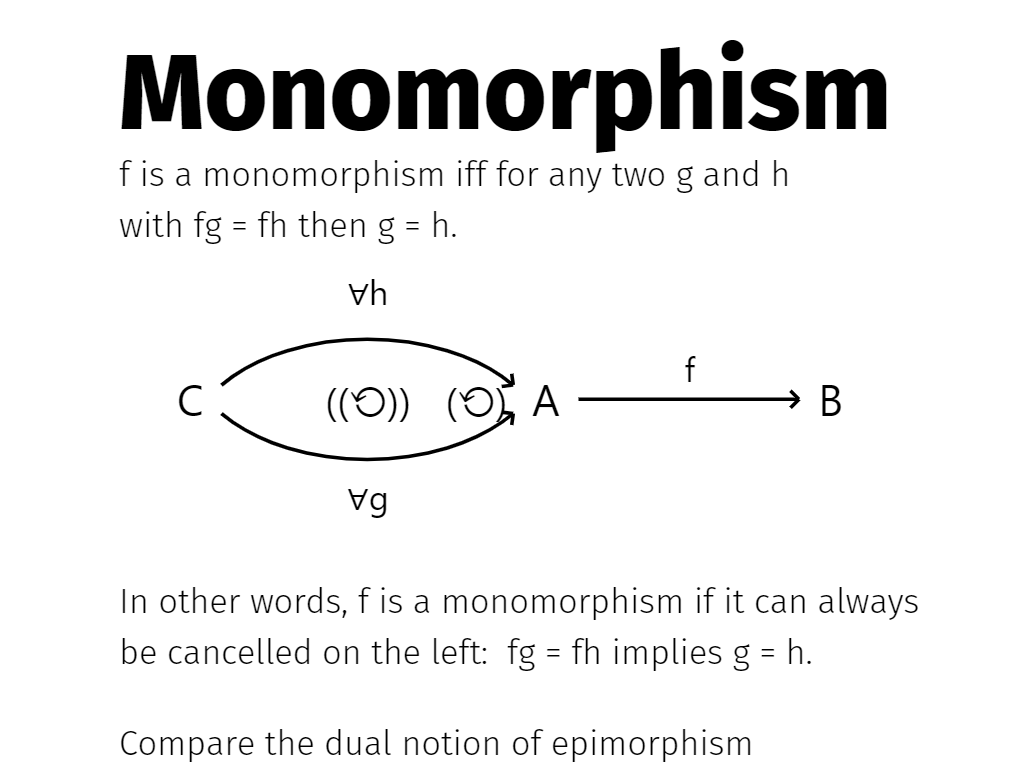 Monomorphism
f is a monomorphism iff for any two g and h
with fg = fh then g = h.
∀h
f
C ((↺)) (↺) A B
∀g
In other words, f is a monomorphism if it can always
be cancelled on the left:  fg = fh implies g = h.
Compare the dual notion of epimorphism